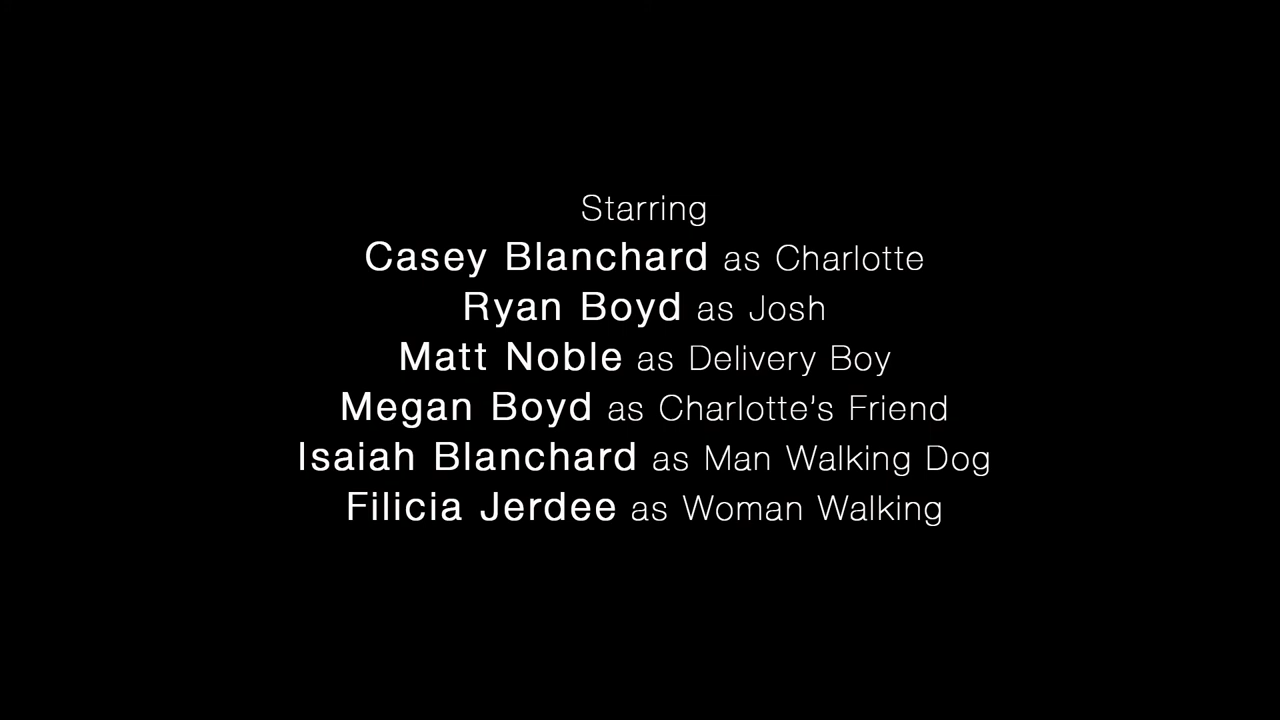 Starring
Casey Blanchard as Charlotte
Ryan Boyd as Josh
Matt Noble as Delivery Boy
Megan Boyd as Charlotte's Friend
Isaiah Blanchard as Man Walking Dog
Filicia Jerdee as Woman Walking